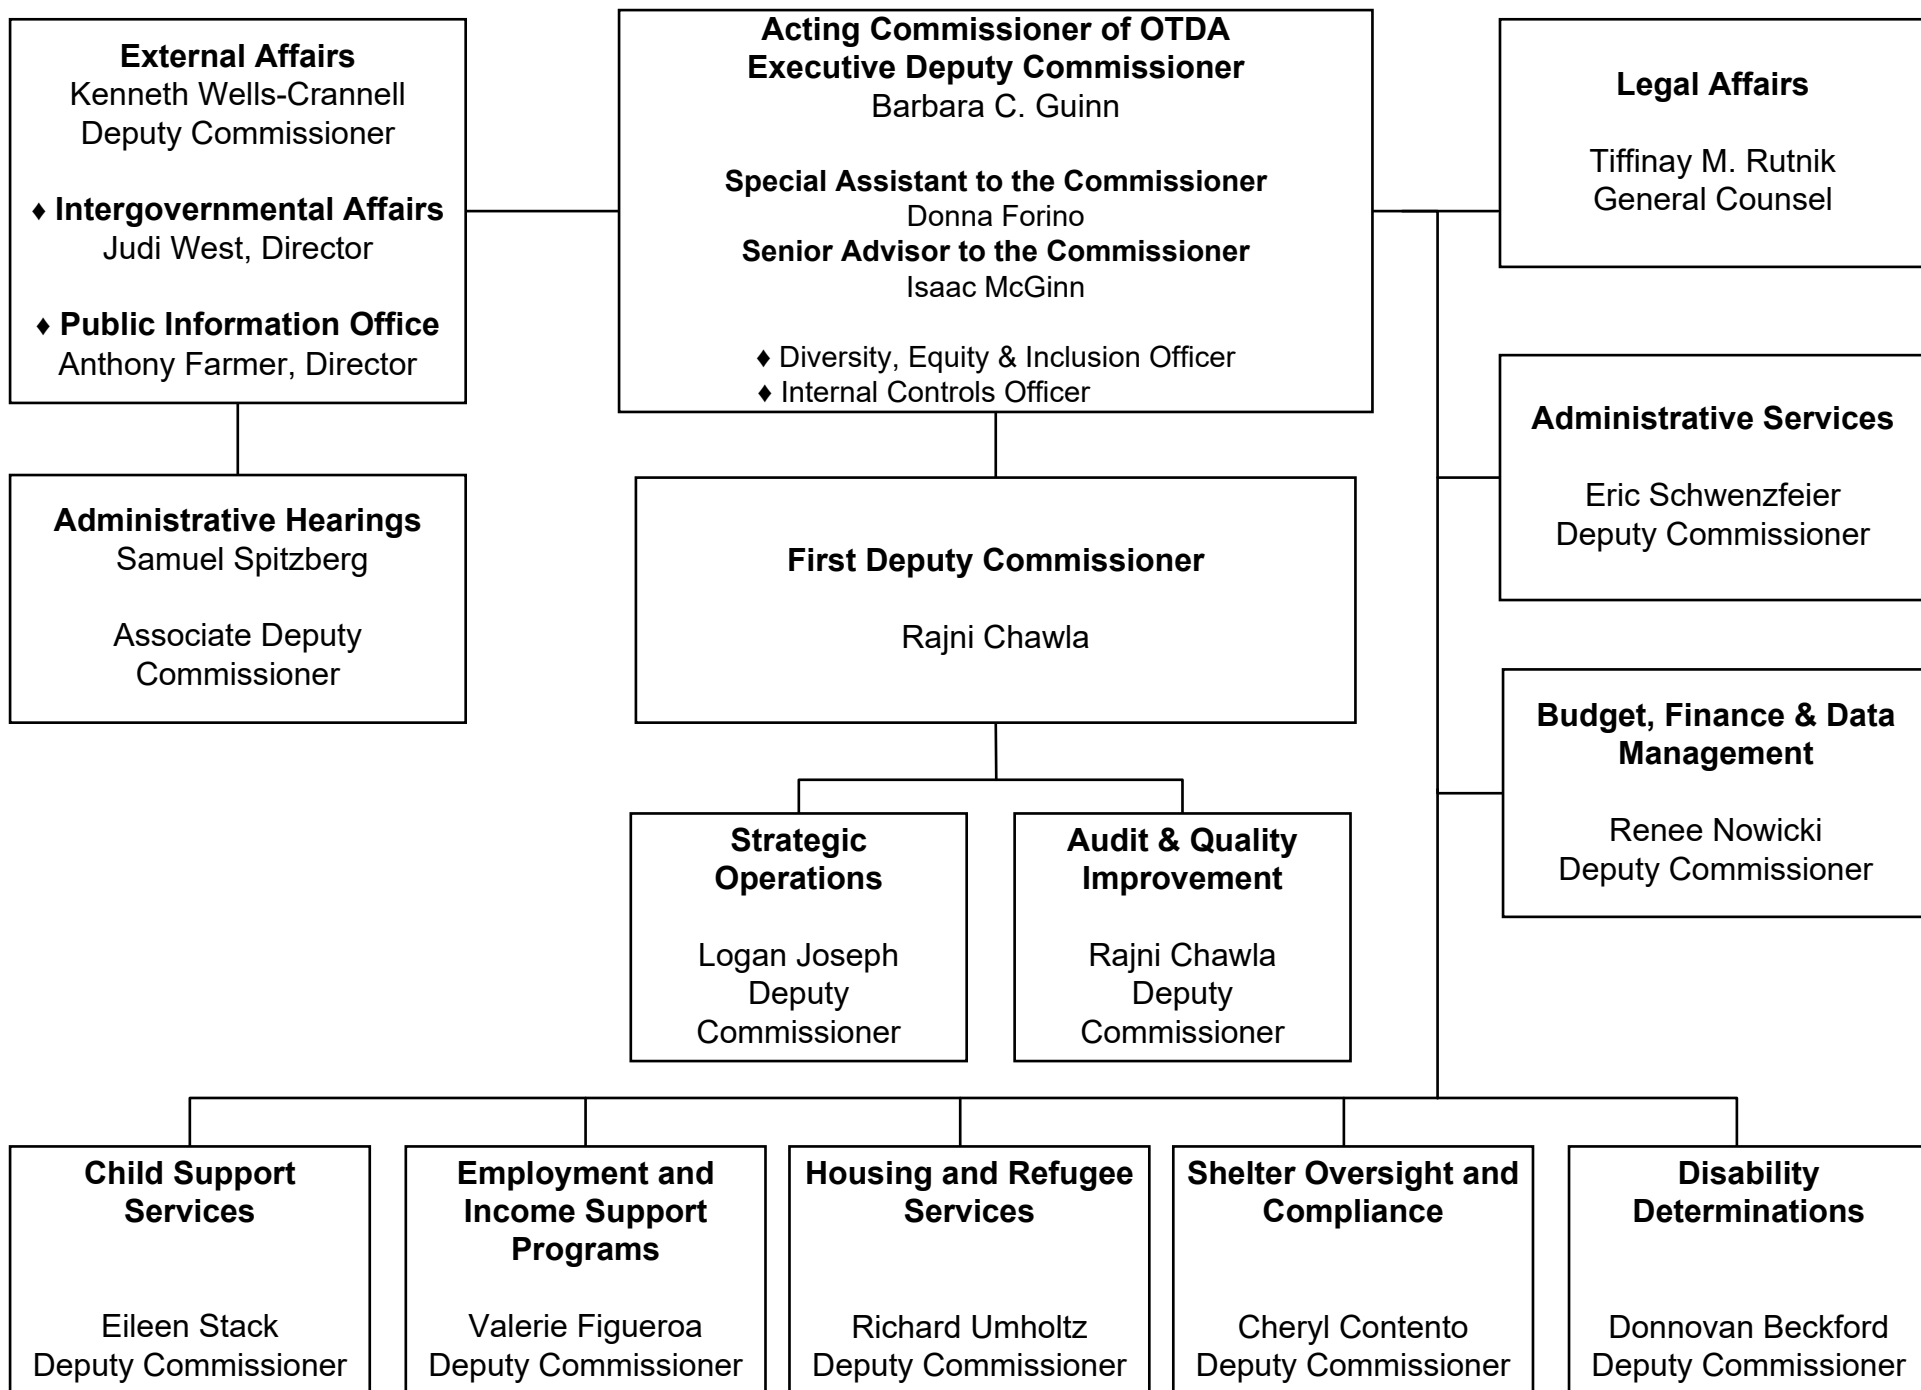 External Affairs
Kenneth Wells-Crannell
Deputy Commissioner
♦ Intergovernmental Affairs
Judi West, Director
♦ Public Information Office
Anthony Farmer, Director
Acting Commissioner of OTDA
Executive Deputy Commissioner
Barbara C. Guinn
Special Assistant to the Commissioner
Donna Forino
Senior Advisor to the Commissioner
Isaac McGinn
♦ Diversity, Equity & Inclusion Officer
♦ Internal Controls Officer
Legal Affairs
Tiffinay M. Rutnik
General Counsel
Administrative Services
Eric Schwenzfeier
Deputy Commissioner
Administrative Hearings
Samuel Spitzberg
Associate Deputy
Commissioner
First Deputy Commissioner
Rajni Chawla
Budget, Finance & Data
Management
Renee Nowicki
Deputy Commissioner
Strategic
Operations
Logan Joseph
Deputy
Commissioner
Audit & Quality
Improvement
Rajni Chawla
Deputy
Commissioner
Child Support
Services
Eileen Stack
Deputy Commissioner
Employment and
Income Support
Programs
Valerie Figueroa
Deputy Commissioner
Housing and Refugee
Services
Richard Umholtz
Deputy Commissioner
Shelter Oversight and
Compliance
Cheryl Contento
Deputy Commissioner
Disability
Determinations
Donnovan Beckford
Deputy Commissioner